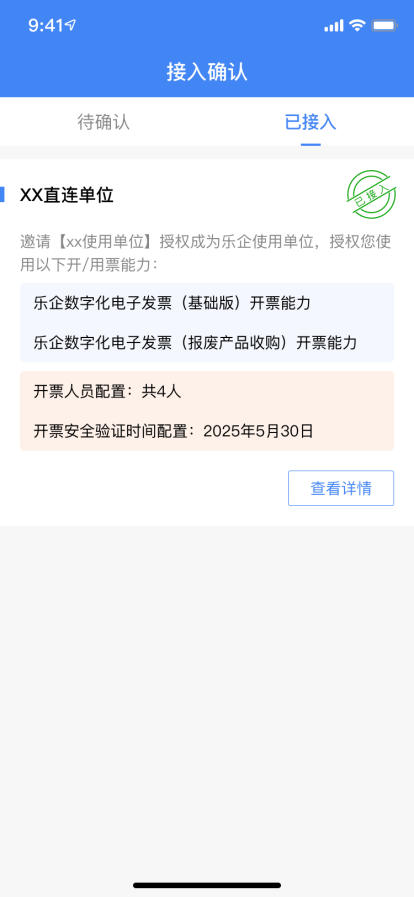 9:41
接入确认
待确认
已接入
XX直连单位
已接入
邀请【xx使用单位】授权成为乐企使用单位，授权您使
用以下开/用票能力：
乐企数字化电子发票（基础版）开票能力
乐企数字化电子发票（报废产品收购）开票能力
开票人员配置：共4人
开票安全验证时间配置：2025年5月30日
查看详情